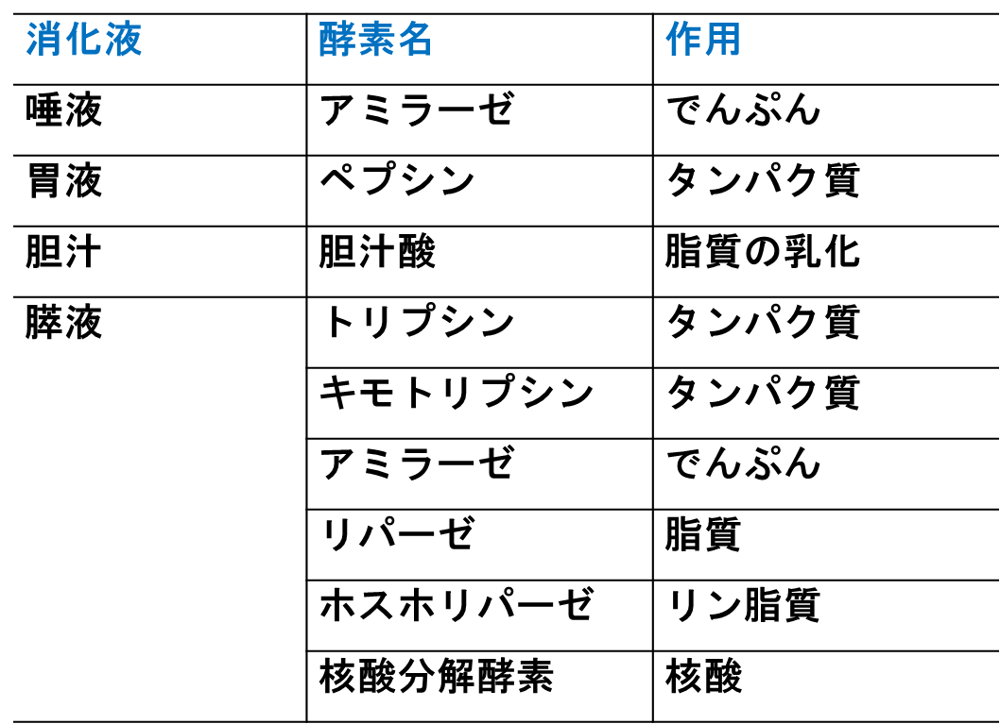 消化液 酵素名 作用
唾液 アミラーゼ でんぷん
胃液 ペプシン タンパク質
胆汁 胆汁酸 脂質の乳化
膵液 トリプシン タンパク質
キモトリプシン タンパク質
アミラーゼ でんぷん
リパーゼ 脂質
ホスホリパーゼ リン脂質
核酸分解酵素 核酸